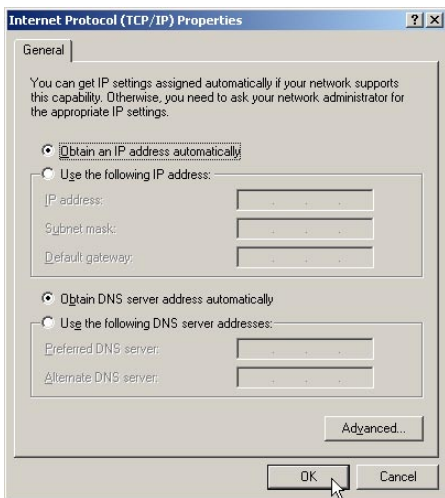 Internet Protocol (TCP/IP) Properties
General
You can get IP settings assigned automatically if your network supports
this capability. Otherwise, you need to ask your network administrator for
the appropriate IP settings.
Obtain an IP address automatically
Use the following IP address:
IP address:
Subnet mask:
Default gateway:
Obtain DNS server address automatically
Use the following DNS server addresses:
Preferred DNS server:
Alternate DNS server:
Advanced...
OK Cancel